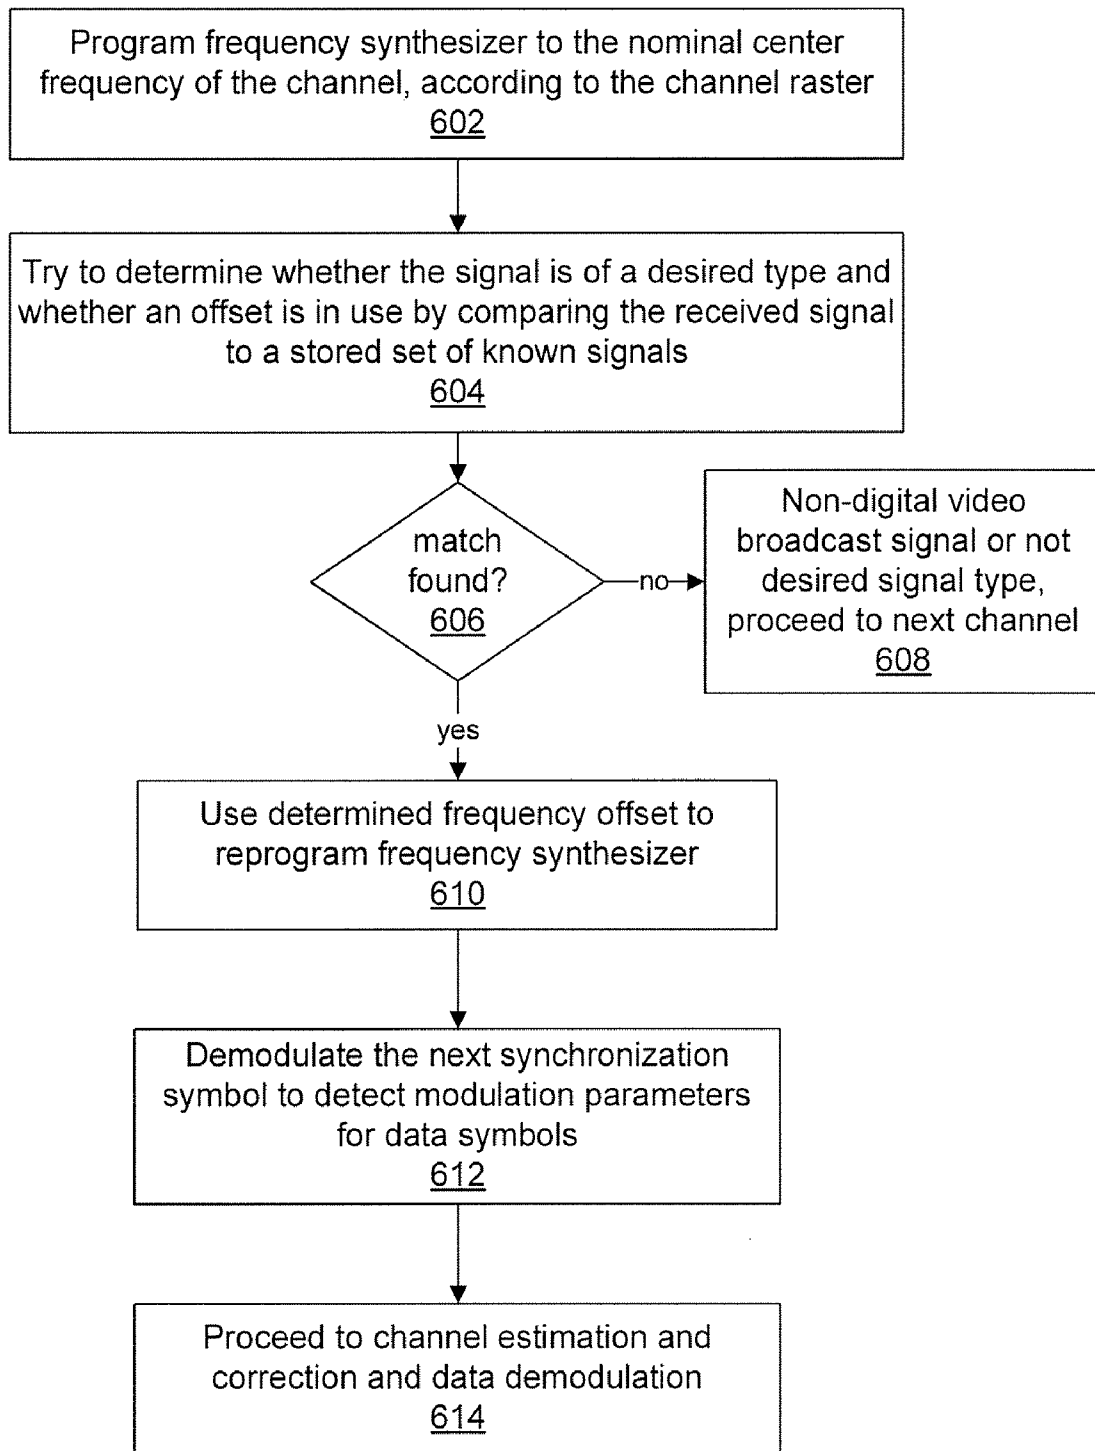 Program frequency synthesizer to the nominal center
frequency of the channel, according to the channel raster
602
Try to determine whether the signal is of a desired type and
whether an offset is in use by comparing the received signal
to a stored set of known signals
604
match
found?
606
no
Non-digital video
broadcast signal or not
desired signal type,
proceed to next channel
608
yes
Use determined frequency offset to
reprogram frequency synthesizer
610
Demodulate the next synchronization
symbol to detect modulation parameters
for data symbols
612
Proceed to channel estimation and
correction and data demodulation
614